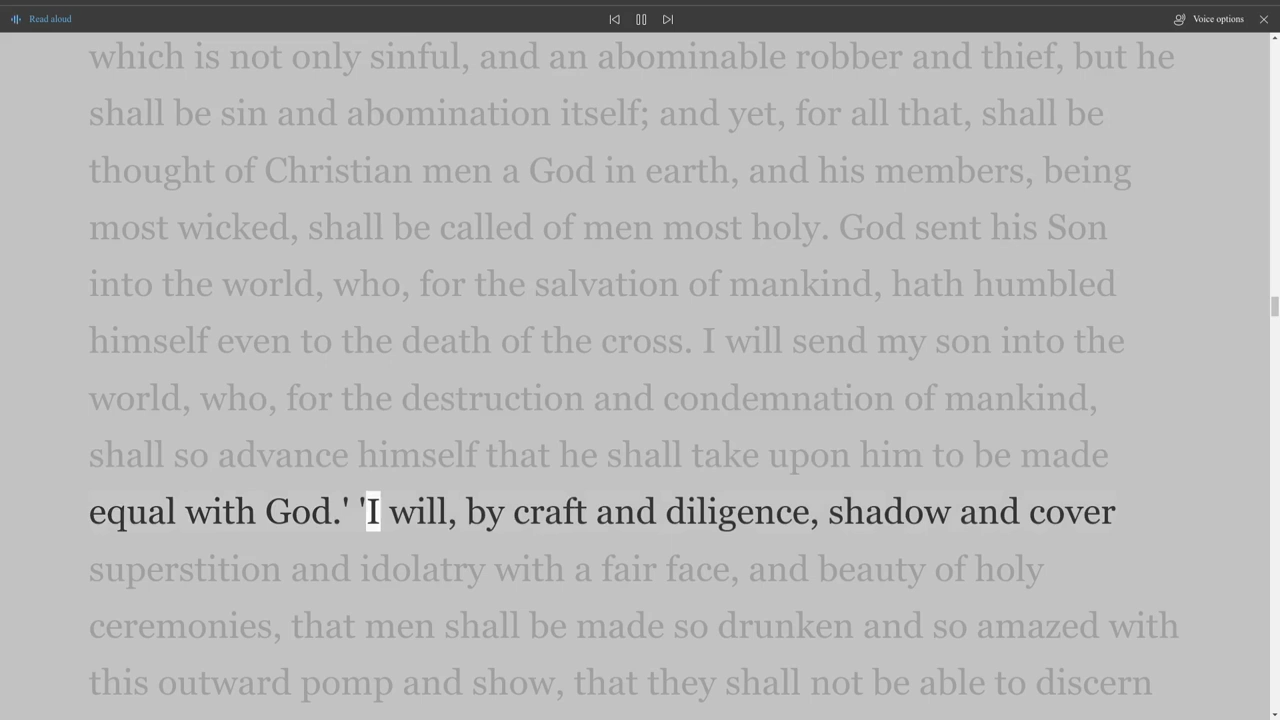 Read aloud
Voice options
which is not only sinful, and an abominable robber and thief, but he
shall be sin and abomination itself; and yet, for all that, shall be
thought of Christian men a God in earth, and his members, being
most wicked, shall be called of men most holy. God sent his Son
into the world, who, for the salvation of mankind, hath humbled
himself even to the death of the cross. I will send my son into the
world, who, for the destruction and condemnation of mankind,
shall so advance himself that he shall take upon him to be made
equal with God.' 'I will, by craft and diligence, shadow and cover
superstition and idolatry with a fair face, and beauty of holy
ceremonies, that men shall be made so drunken and so amazed with
this outward pomp and show, that they shall not be able to discern